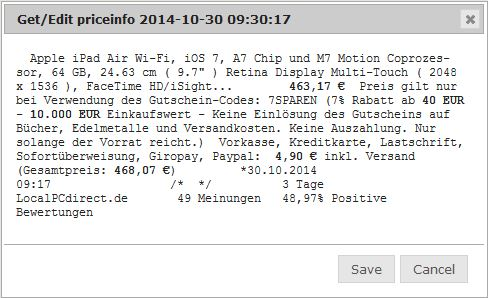 Get/Edit priceinfo 2014-10-30 09:30:17
Apple iPad Air Wi-Fi, iOS 7, A7 Chip und M7 Motion Coprozes-
sor, 64 GB, 24.63 cm ( 9.7" ) Retina Display Multi-Touch ( 2048
x 1536 ), FaceTime HD/iSight... 463,17 € Preis gilt nur
bei Verwendung des Gutschein-Codes: 7SPAREN (7% Rabatt ab 40 EUR
- 10.000 EUR Einkaufswert - Keine Einlösung des Gutscheins auf
Bücher, Edelmetalle und Versandkosten. Keine Auszahlung. Nur
solange der Vorrat reicht.) Vorkasse, Kreditkarte, Lastschrift,
Sofortüberweisung, Giropay, Paypal: 4,90 € inkl. Versand
(Gesamtpreis: 468,07 €) *30.10.2014
09:17 /* */ 3 Tage
LocalPCdirect.de 49 Meinungen 48,97% Positive
Bewertungen
Save Cancel